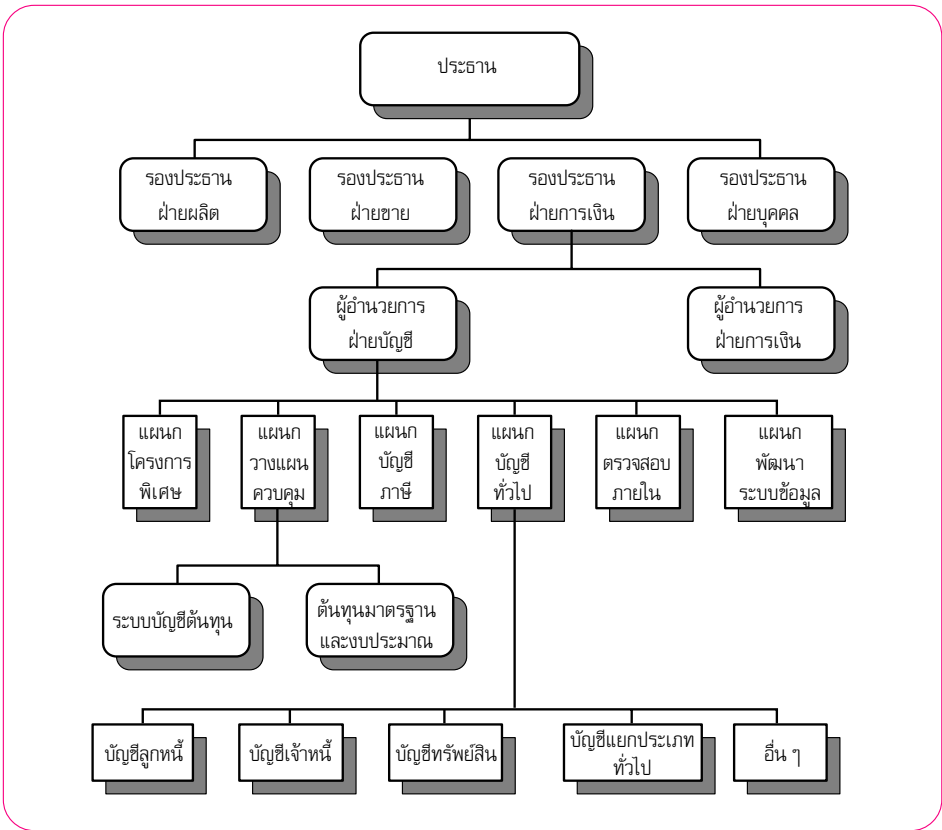 ประธาน
รองประธาน
ฝ่ายผลิต
รองประธาน
ฝ่ายขาย
รองประธาน
ฝ่ายการเงิน
รองประธาน
ฝ่ายบุคคล
ผู้อำนวยการ
ฝ่ายบัญชี
ผู้อำนวยการ
ฝ่ายการเงิน
แผนก
โครงการ
พิเศษ
แผนก
วางแผน
ควบคุม
แผนก
บัญชี
ภาษี
แผนก
บัญชี
ทั่วไป
แผนก
ตรวจสอบ
ภายใน
แผนก
พัฒนา
ระบบข้อมูล
ระบบบัญชีต้นทุน
ต้นทุนมาตรฐาน
และงบประมาณ
บัญชีลูกหนี้
บัญชีเจ้าหนี้
บัญชีทรัพย์สิน
บัญชีแยกประเภท
ทั่วไป
อื่น ๆ